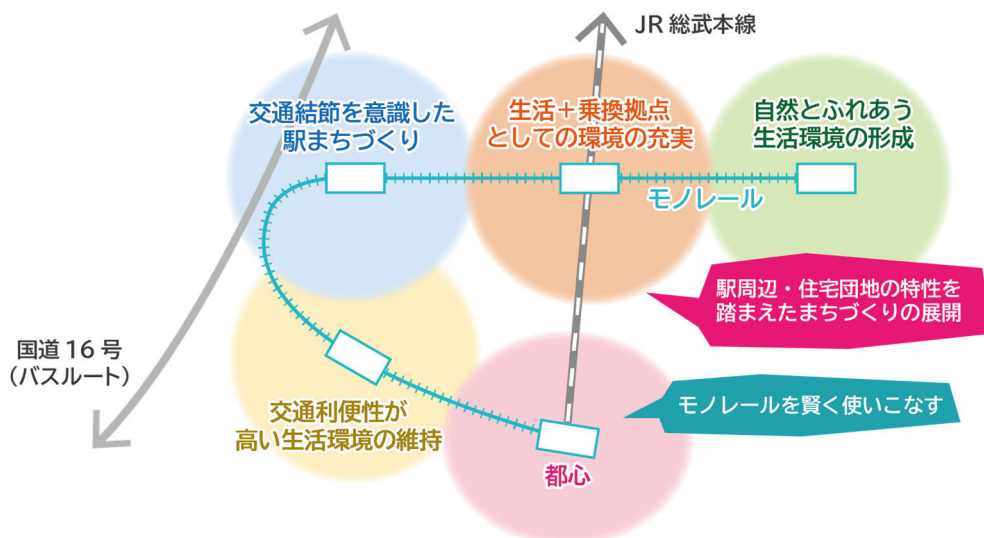 JR 総武本線
交通結節を意識した
駅まちづくり
生活＋乗換拠点
としての環境の充実
自然とふれあう
生活環境の形成
モノレール
駅周辺・住宅団地の特性を
踏まえたまちづくりの展開
国道 16 号
（バスルート）
モノレールを賢く使いこなす
交通利便性が
高い生活環境の維持
都心